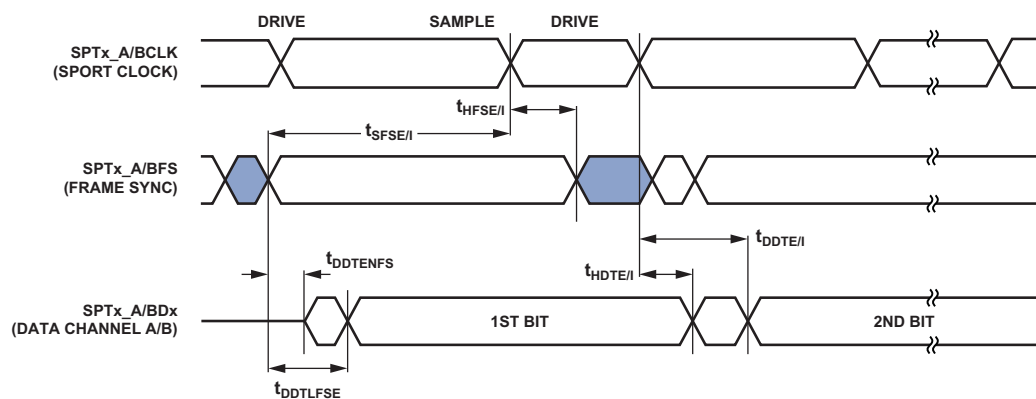 DRIVE SAMPLE DRIVE
SPTx_A/BCLK
(SPORT CLOCK)
tHFSE/I
tSFSE/I
SPTx_A/BFS
(FRAME SYNC)
tDDTE/I
tDDTENFS
tHDTE/I
SPTx_A/BDx
(DATA CHANNEL A/B)
1ST BIT 2ND BIT
tDDTLFSE